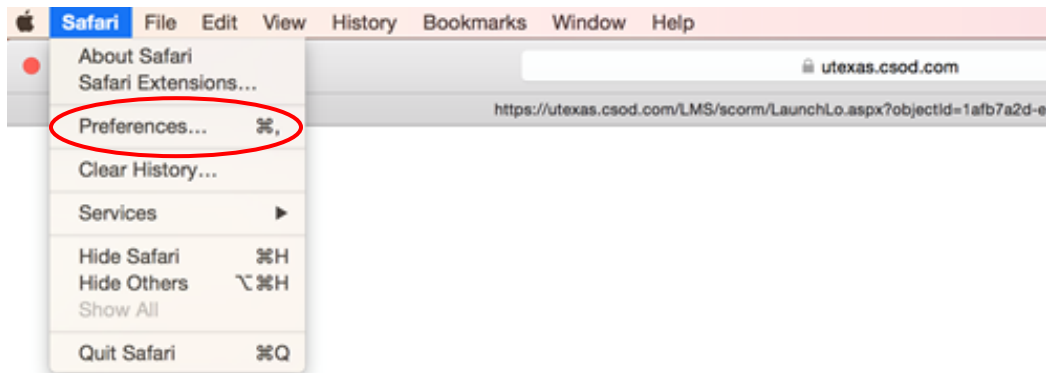 Safari File Edit View History Bookmarks Window Help
utexas.csod.com
https://utexas.csod.com/LMS/scorm/LaunchLo.aspx?objectId=1afb7a2d-e
About Safari
Safari Extensions...
Preferences... ⌘,
Clear History...
Services ▶
Hide Safari ⌘H
Hide Others ⌥⌘H
Show All
Quit Safari ⌘Q